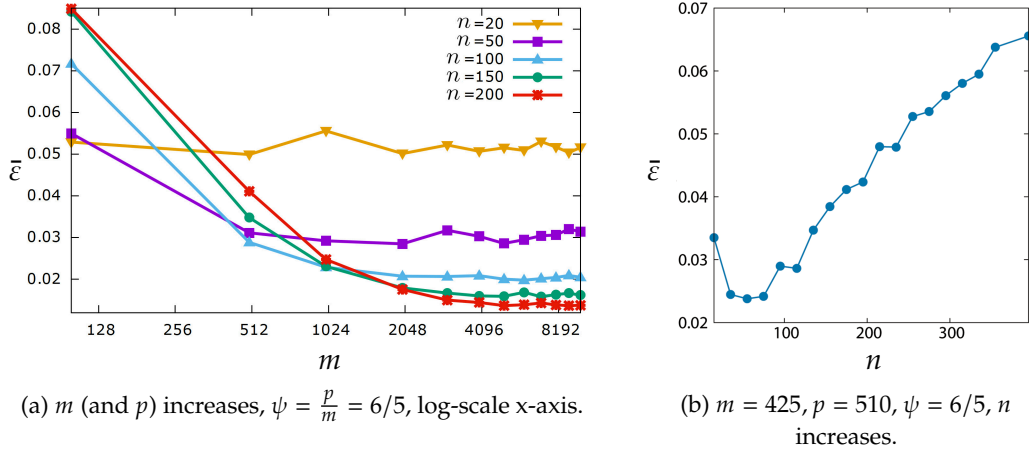 0.08
0.07
0.06
0.05
0.04
0.03
0.02
ε̄
128 256 512 1024 2048 4096 8192
m
n=20
n=50
n=100
n=150
n=200
(a) m (and p) increases, ψ = p/m = 6/5, log-scale x-axis.
0.07
0.06
0.05
0.04
0.03
0.02
ε̄
100 200 300
n
(b) m = 425, p = 510, ψ = 6/5, n
increases.